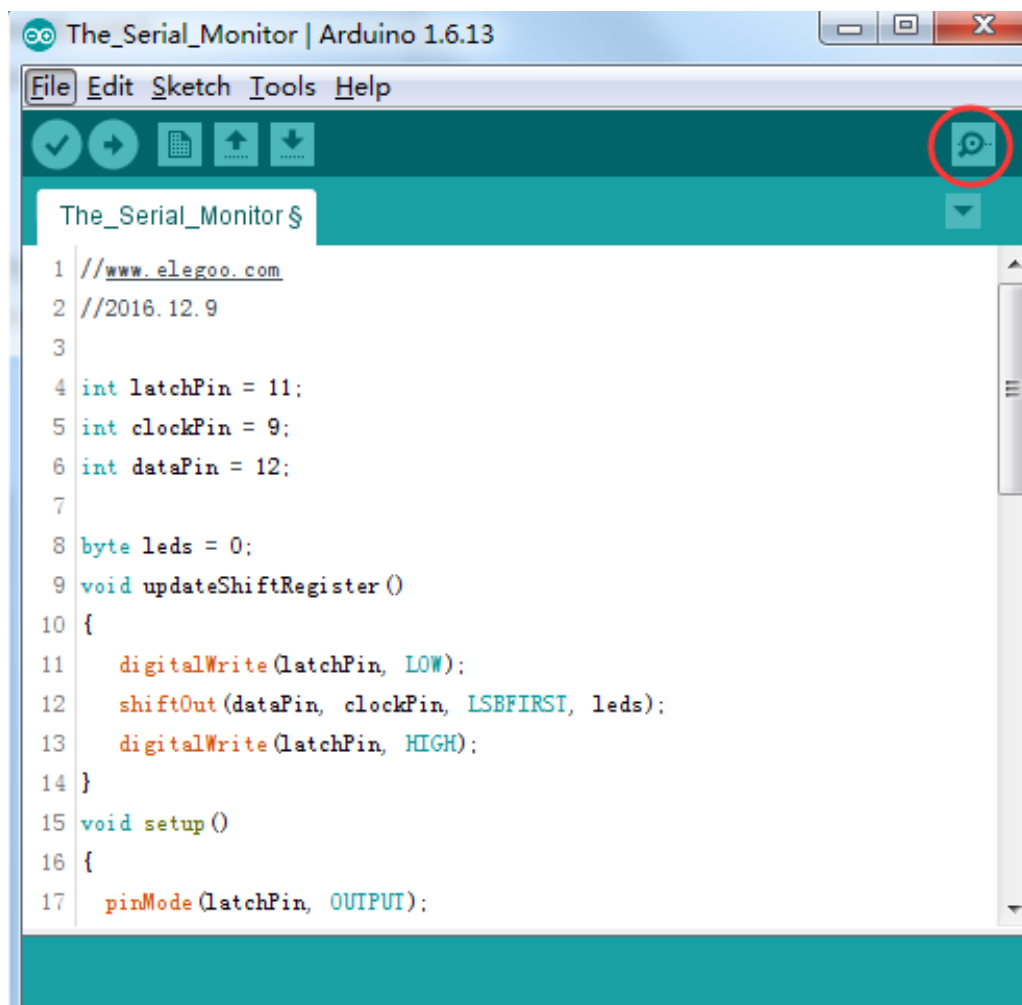 The_Serial_Monitor | Arduino 1.6.13
File Edit Sketch Tools Help
The_Serial_Monitor §
1 //www.elegoo.com
2 //2016.12.9
3
4 int latchPin = 11;
5 int clockPin = 9;
6 int dataPin = 12;
7
8 byte leds = 0;
9 void updateShiftRegister()
10 {
11 digitalWrite(latchPin, LOW);
12 shiftOut(dataPin, clockPin, LSBFIRST, leds);
13 digitalWrite(latchPin, HIGH);
14 }
15 void setup()
16 {
17 pinMode(latchPin, OUTPUT);